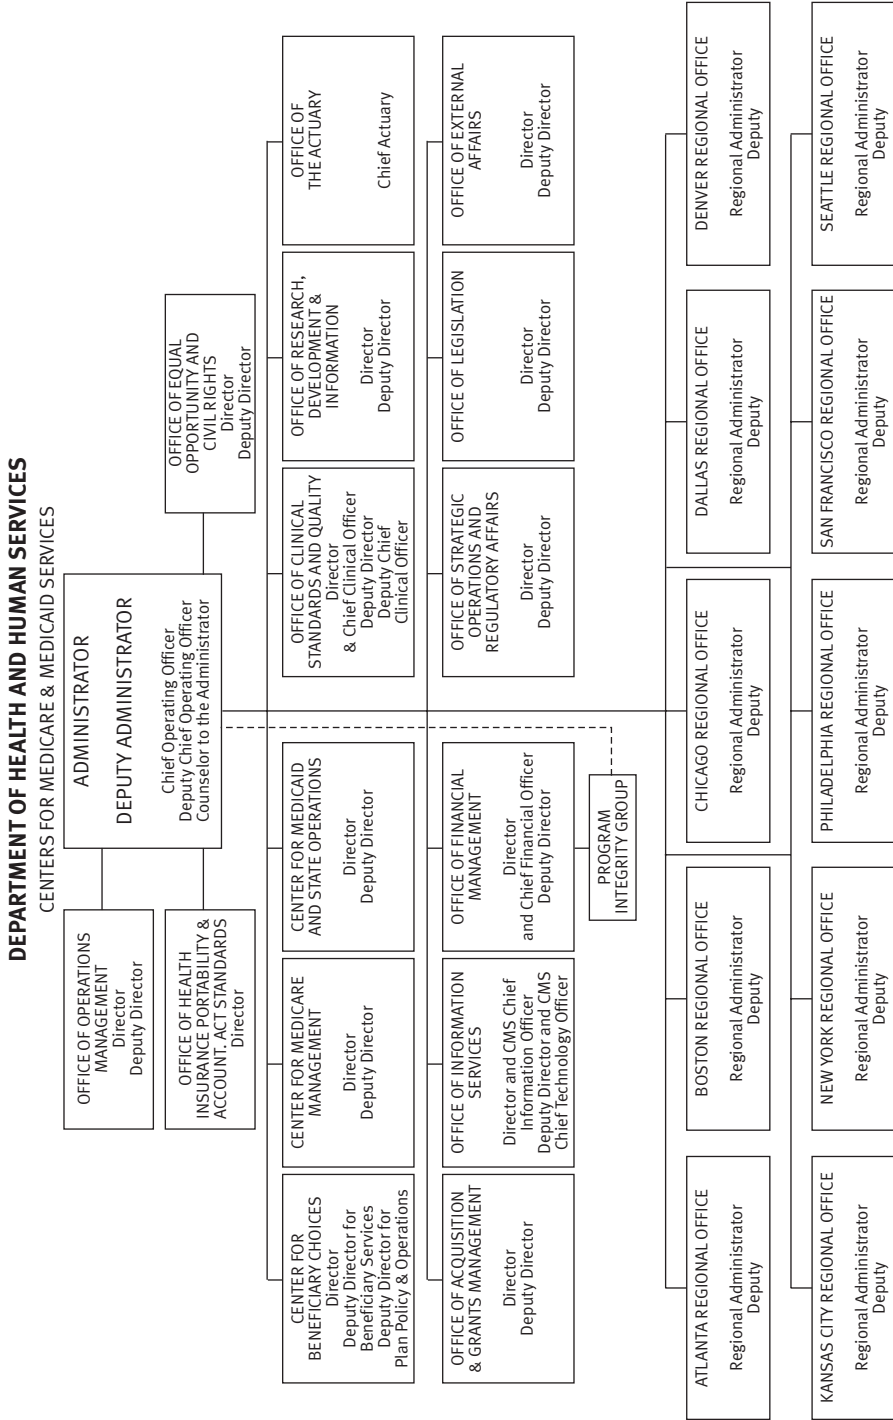 DEPARTMENT OF HEALTH AND HUMAN SERVICES
CENTERS FOR MEDICARE & MEDICAID SERVICES
ADMINISTRATOR
DEPUTY ADMINISTRATOR
Chief Operating Officer
Deputy Chief Operating Officer
Counselor to the Administrator
OFFICE OF OPERATIONS
MANAGEMENT
Director
Deputy Director
OFFICE OF HEALTH
INSURANCE PORTABILITY &
ACCOUNT. ACT STANDARDS
Director
OFFICE OF EQUAL
OPPORTUNITY AND
CIVIL RIGHTS
Director
Deputy Director
CENTER FOR
BENEFICIARY CHOICES
Director
Deputy Director for
Beneficiary Services
Deputy Director for
Plan Policy & Operations
CENTER FOR MEDICARE
MANAGEMENT
Director
Deputy Director
CENTER FOR MEDICAID
AND STATE OPERATIONS
Director
Deputy Director
OFFICE OF CLINICAL
STANDARDS AND QUALITY
Director
& Chief Clinical Officer
Deputy Director
Deputy Chief
Clinical Officer
OFFICE OF RESEARCH,
DEVELOPMENT &
INFORMATION
Director
Deputy Director
OFFICE OF
THE ACTUARY
Chief Actuary
OFFICE OF ACQUISITION
& GRANTS MANAGEMENT
Director
Deputy Director
OFFICE OF INFORMATION
SERVICES
Director and CMS Chief
Information Officer
Deputy Director and CMS
Chief Technology Officer
OFFICE OF FINANCIAL
MANAGEMENT
Director
and Chief Financial Officer
Deputy Director
OFFICE OF STRATEGIC
OPERATIONS AND
REGULATORY AFFAIRS
Director
Deputy Director
OFFICE OF LEGISLATION
Director
Deputy Director
OFFICE OF EXTERNAL
AFFAIRS
Director
Deputy Director
PROGRAM
INTEGRITY GROUP
ATLANTA REGIONAL OFFICE
Regional Administrator
Deputy
BOSTON REGIONAL OFFICE
Regional Administrator
Deputy
CHICAGO REGIONAL OFFICE
Regional Administrator
Deputy
DALLAS REGIONAL OFFICE
Regional Administrator
Deputy
DENVER REGIONAL OFFICE
Regional Administrator
Deputy
KANSAS CITY REGIONAL OFFICE
Regional Administrator
Deputy
NEW YORK REGIONAL OFFICE
Regional Administrator
Deputy
PHILADELPHIA REGIONAL OFFICE
Regional Administrator
Deputy
SAN FRANCISCO REGIONAL OFFICE
Regional Administrator
Deputy
SEATTLE REGIONAL OFFICE
Regional Administrator
Deputy